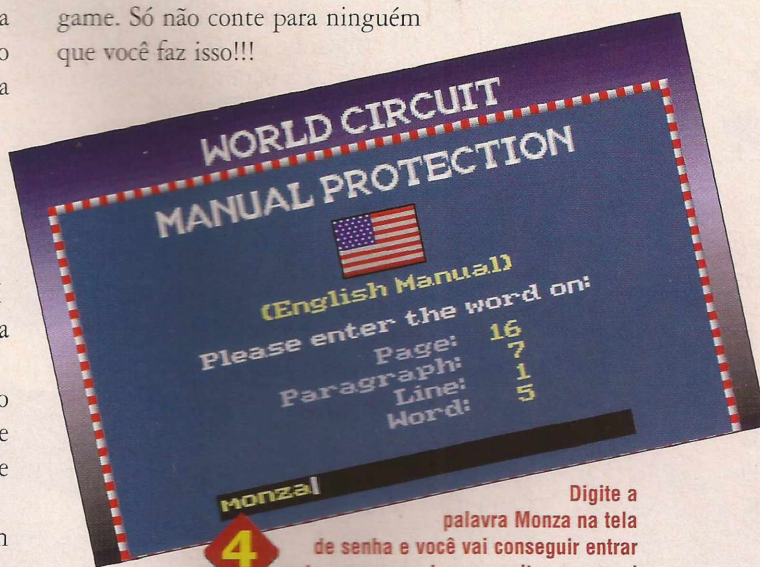 a
o
a
game. Só não conte para ninguém
que você faz isso!!!
WORLD CIRCUIT
MANUAL PROTECTION
(English Manual)
Please enter the word on:
Page: 16
Paragraph: 7
Line: 1
Word: 5
MONZA
a
o
e
e
n
4
Digite a
palavra Monza na tela
de senha e você vai conseguir entrar